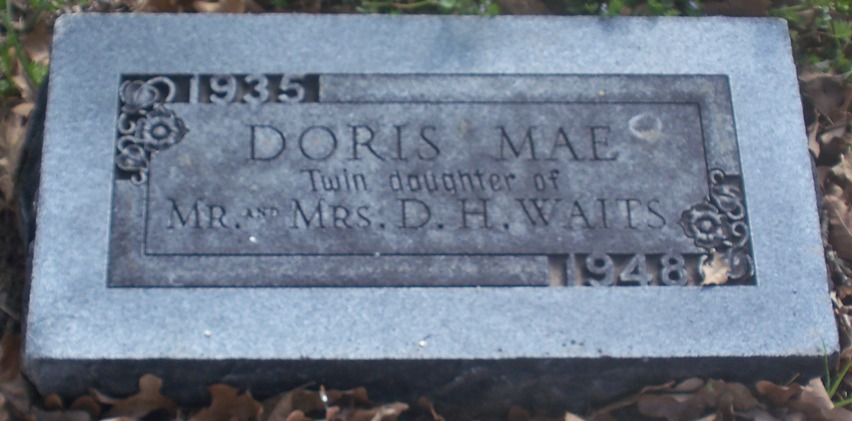 1935
DORIS MAE
Twin daughter of
MR. AND MRS. D. H. WAITS
1948